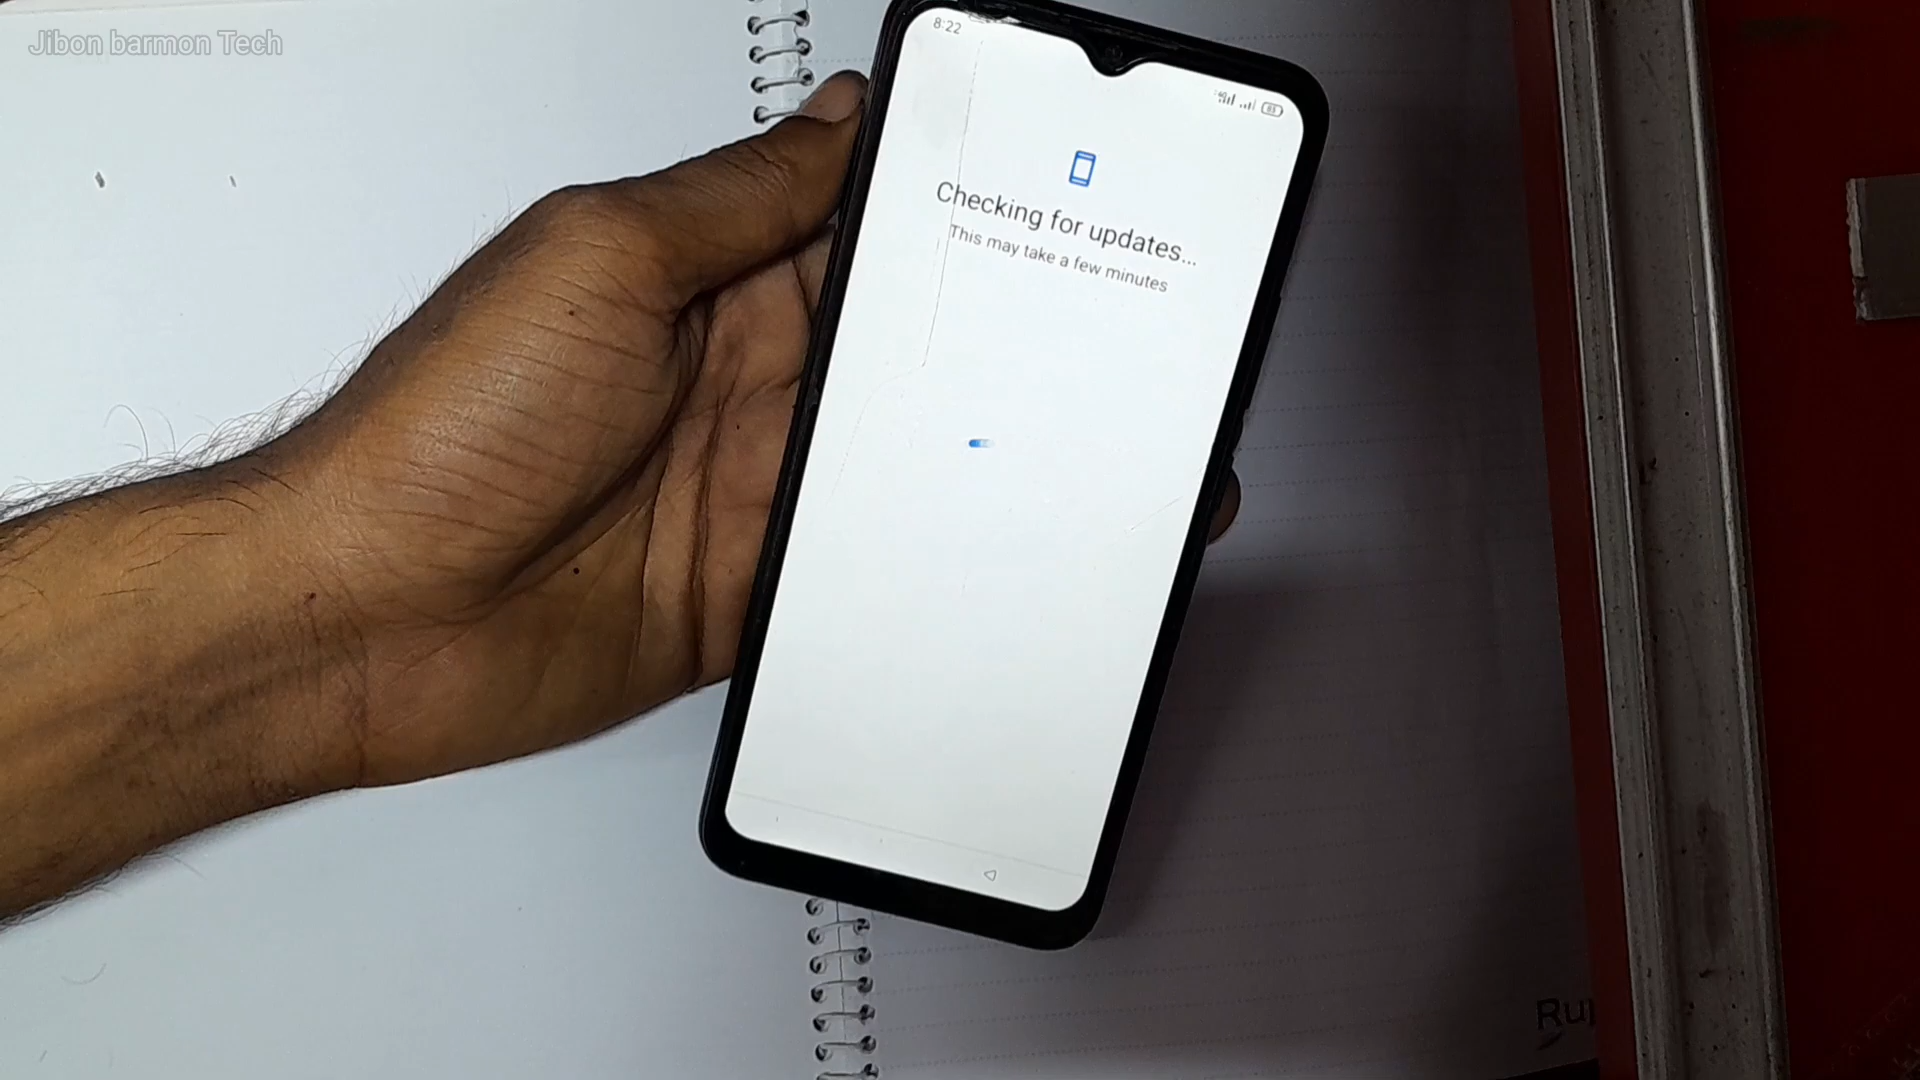 Jibon barmon Tech
8:22
Checking for updates...
This may take a few minutes